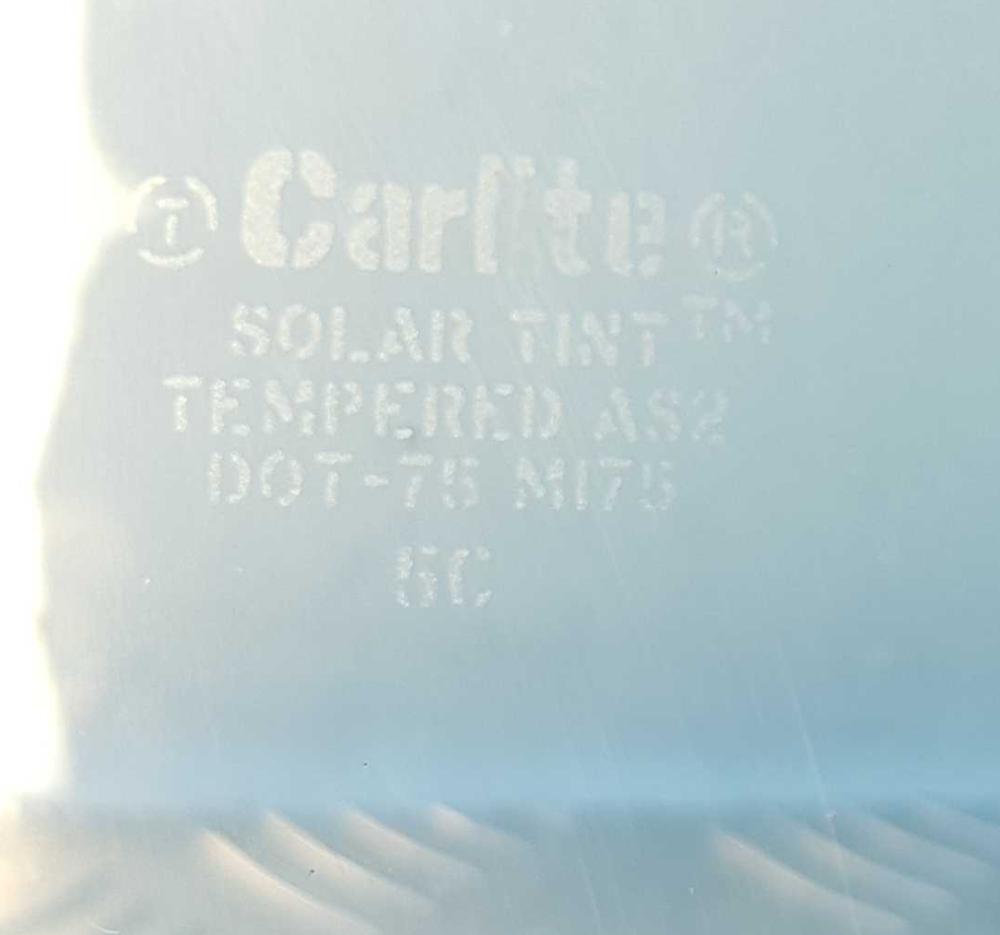 T Carlite ®
SOLAR TINT™
TEMPERED AS2
DOT-75 M175
5C